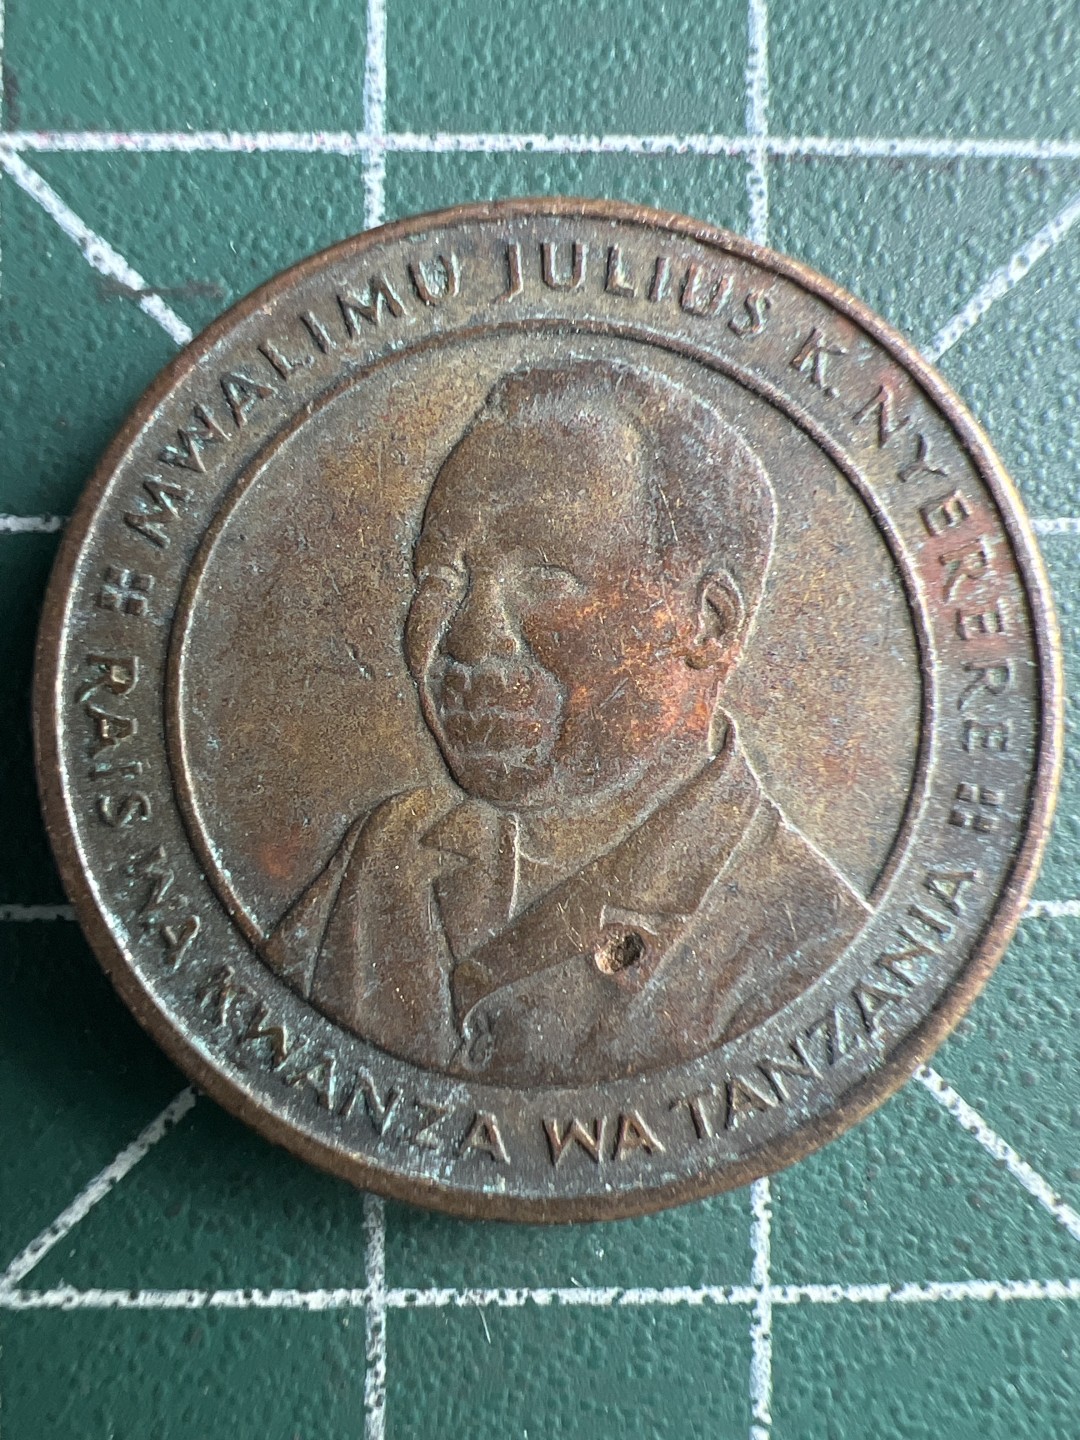 MWALIMU JULIUS K. NYERERE
RAIS WA KWANZA WA TANZANIA